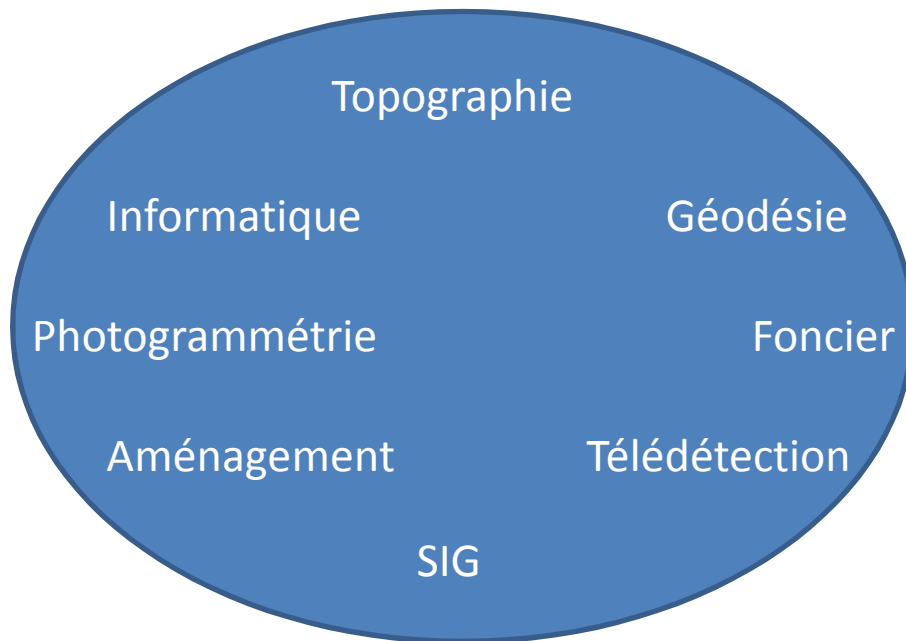 Topographie
Informatique Géodésie
Photogrammétrie Foncier
Aménagement Télédétection
SIG